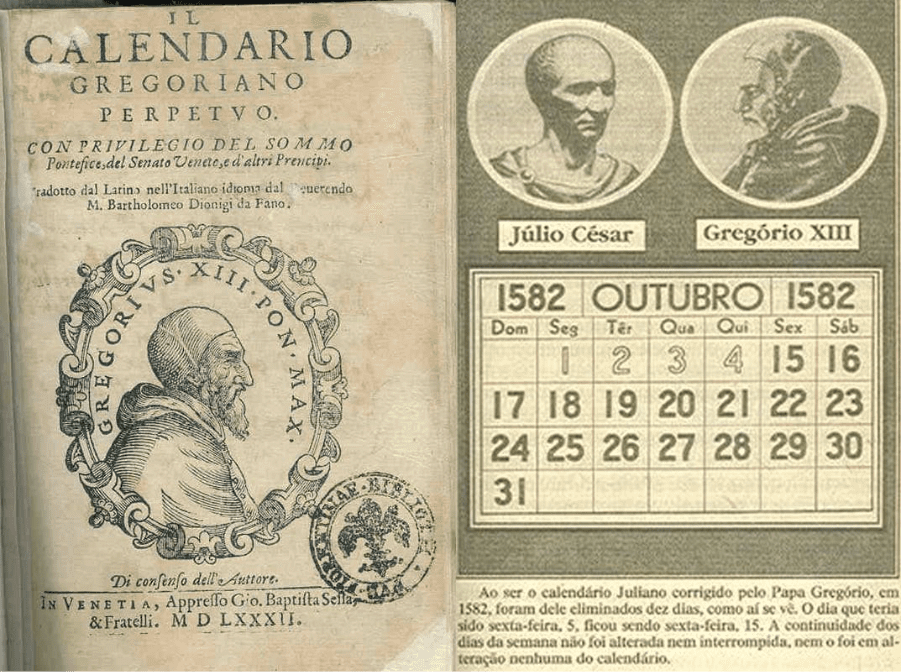 IL
CALENDARIO
GREGORIANO
PERPETVO.
CON PRIVILEGIO DEL SOMMO
Pontefice, del Senato Veneto, e d'altri Prencipi.
radotto dal Latino nell'Italiano idioma dal euerendo
M. Bartholomeo Dionigi da Fano.
GREGORIVS · XIII · PON · MAX ·
Di consenso dell'Auttore.
IN VENETIA, Appresso Gio. Baptista Sessa,
& Fratelli. M D LXXXII.
Júlio César
Gregório XIII
1582 OUTUBRO 1582
Dom Seg Têr Qua Qui Sex Sáb
1 2 3 4 15 16
17 18 19 20 21 22 23
24 25 26 27 28 29 30
31
Ao ser o calendário Juliano corrigido pelo Papa Gregório, em
1582, foram dele eliminados dez dias, como aí se vê. O dia que teria
sido sexta-feira, 5, ficou sendo sexta-feira, 15. A continuidade dos
dias da semana não foi alterada nem interrompida, nem o foi em al-
teração nenhuma do calendário.